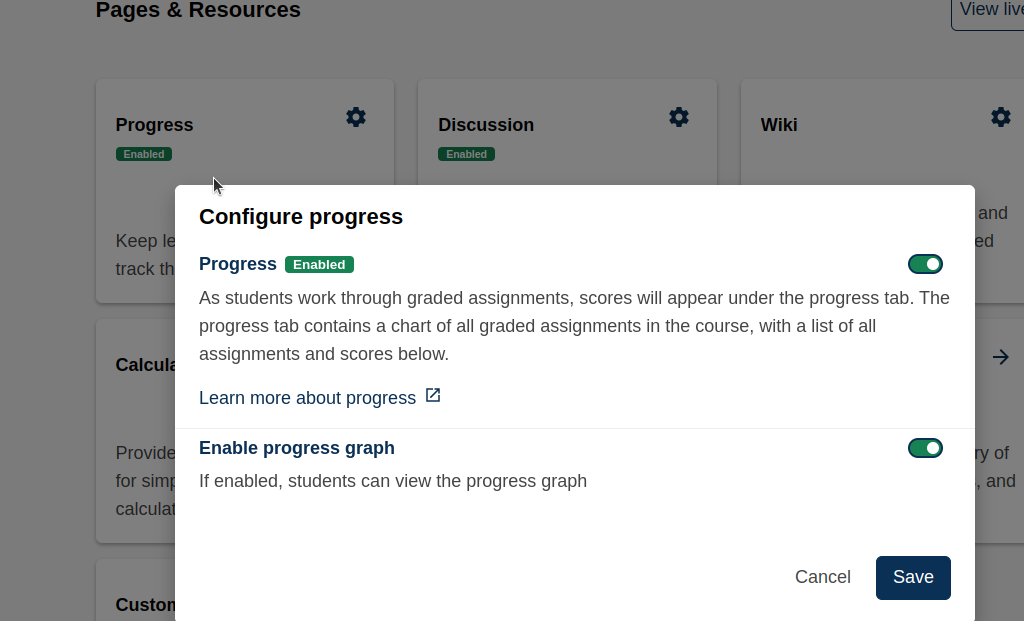 Pages & Resources
View live
Progress
Discussion
Wiki
Enabled
Enabled
Configure progress
and
Keep le
Progress Enabled
ed
track th
As students work through graded assignments, scores will appear under the progress tab. The
progress tab contains a chart of all graded assignments in the course, with a list of all
assignments and scores below.
Calcula
Learn more about progress
Enable progress graph
Provide
ry of
If enabled, students can view the progress graph
for simp
, and
calculat
Cancel
Save
Custom